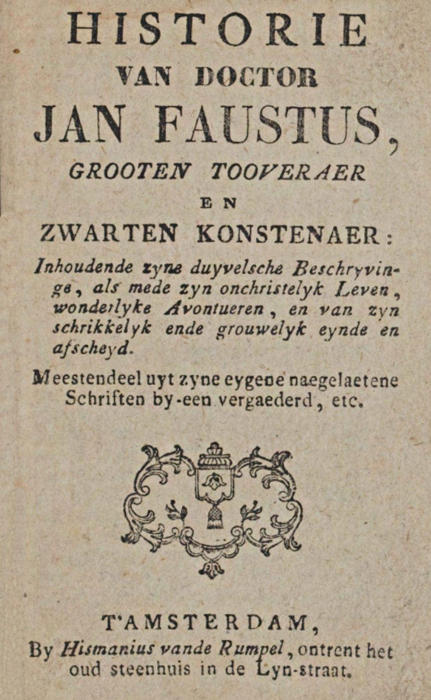 HISTORIE
VAN DOCTOR
JAN FAUSTUS,
GROOTEN TOOVERAER
EN
ZWARTEN KONSTENAER:
Inhoudende zyne duyvelsche Beschryvin-
ge, als mede zyn onchristelyk Leven,
wonderlyke Avontueren, en van zyn
schrikkelyk ende grouwelyk eynde en
afscheyd.
Meestendeel uyt zyne eygene naegelaetene
Schriften by-een vergaederd, etc.
T'AMSTERDAM,
By Hismanius vande Rumpel, ontrent het
oud steenhuis in de Lyn-straat.